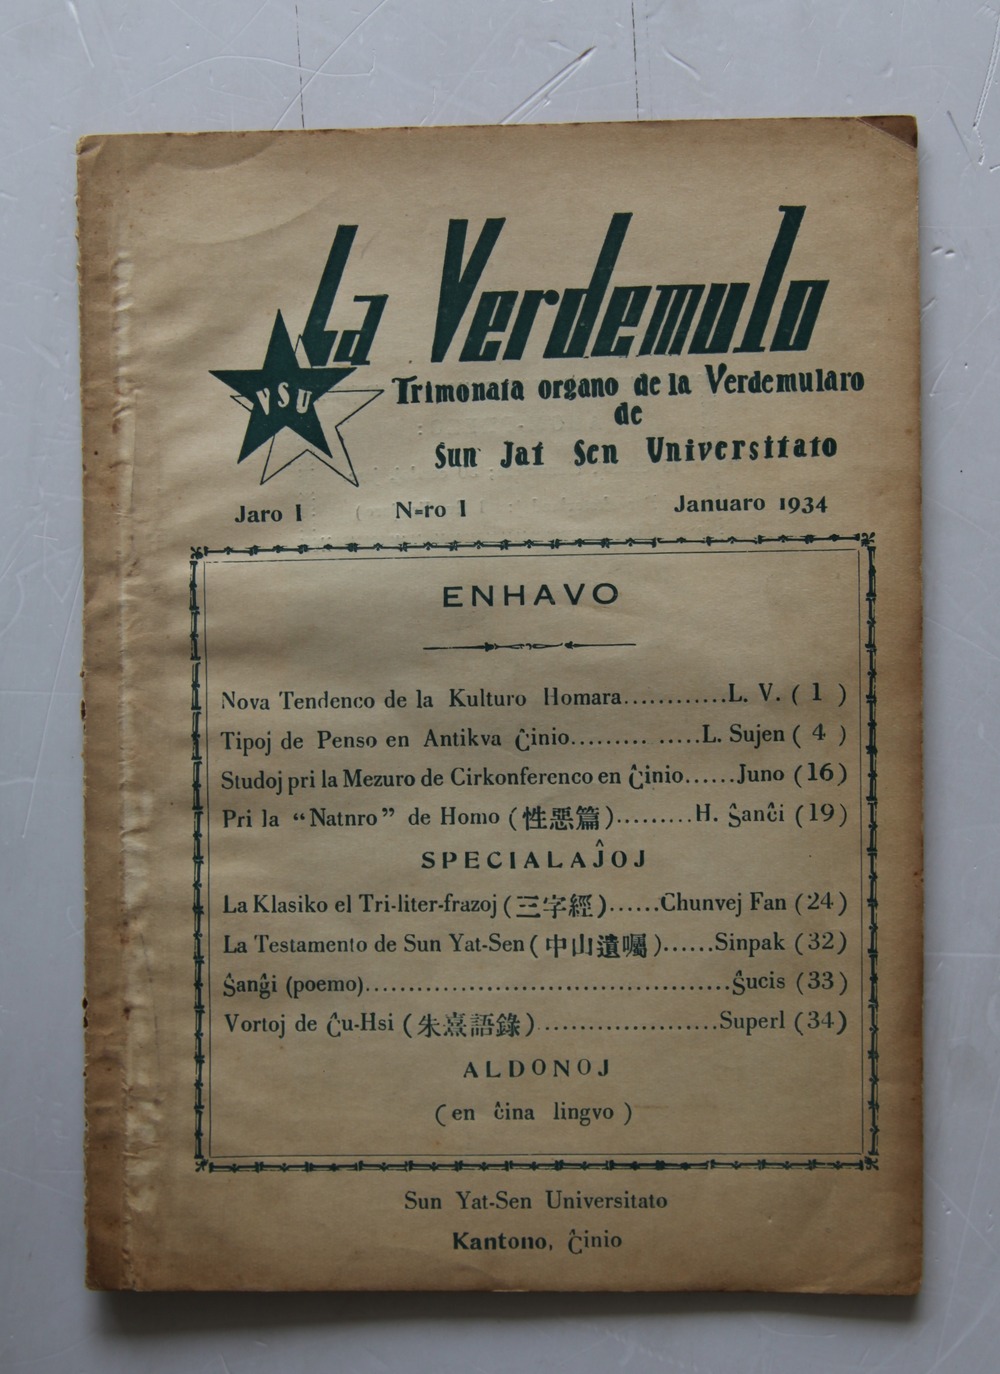 La Verdemulo
VSU
Trimonata organo de la Verdemularo
de
Sun Jat Sen Universitato
Jaro I N=ro I Januaro 1934
ENHAVO
Nova Tendenco de la Kulturo Homara............L. V. ( 1 )
Tipoj de Penso en Antikva Ĉinio......... .....L. Sujen ( 4 )
Studoj pri la Mezuro de Cirkonferenco en Ĉinio......Juno (16)
Pri la “Natnro” de Homo (性惡篇).........H. Ŝanĉi (19)
SPECIALAĴOJ
La Klasiko el Tri-liter-frazoj (三字經)......Chunvej Fan (24)
La Testamento de Sun Yat-Sen (中山遺囑)......Sinpak (32)
Ŝanĝi (poemo)..........................................Ŝucis (33)
Vortoj de Ĉu-Hsi (朱熹語錄)....................Superl (34)
ALDONOJ
(en ĉina lingvo )
Sun Yat-Sen Universitato
Kantono, Ĉinio